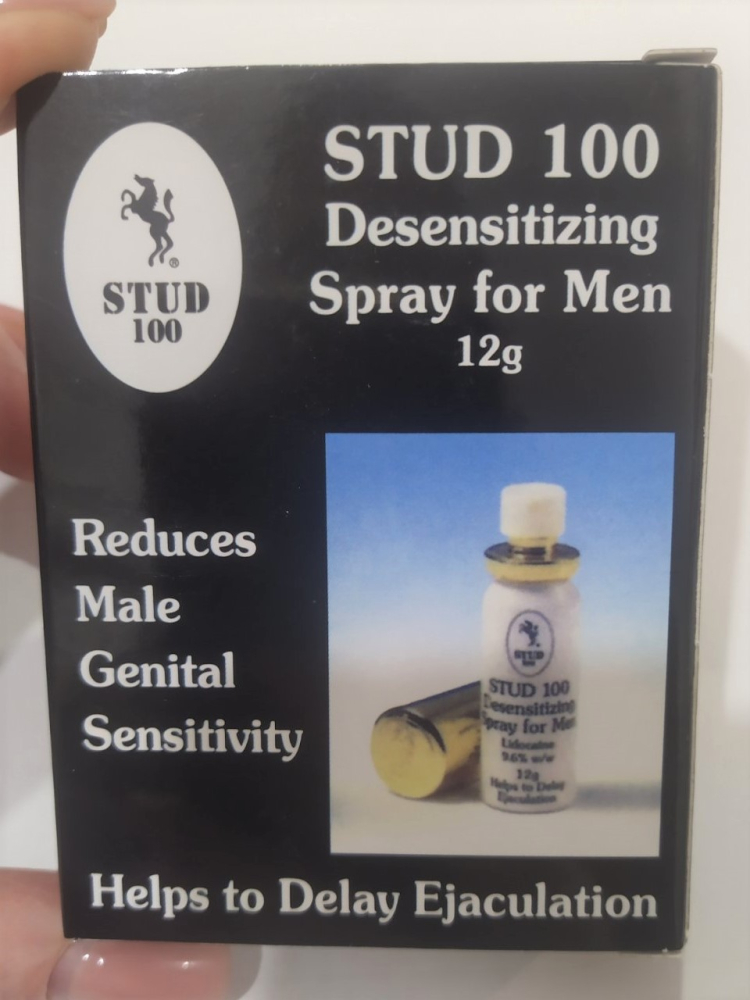 STUD 100
Desensitizing
Spray for Men
12g
®
STUD
100
Reduces
Male
Genital
Sensitivity
STUD
100
STUD 100
Desensitizing
Spray for Men
Lidocaine
9.6% w/w
12g
Helps to Delay
Ejaculation
Helps to Delay Ejaculation